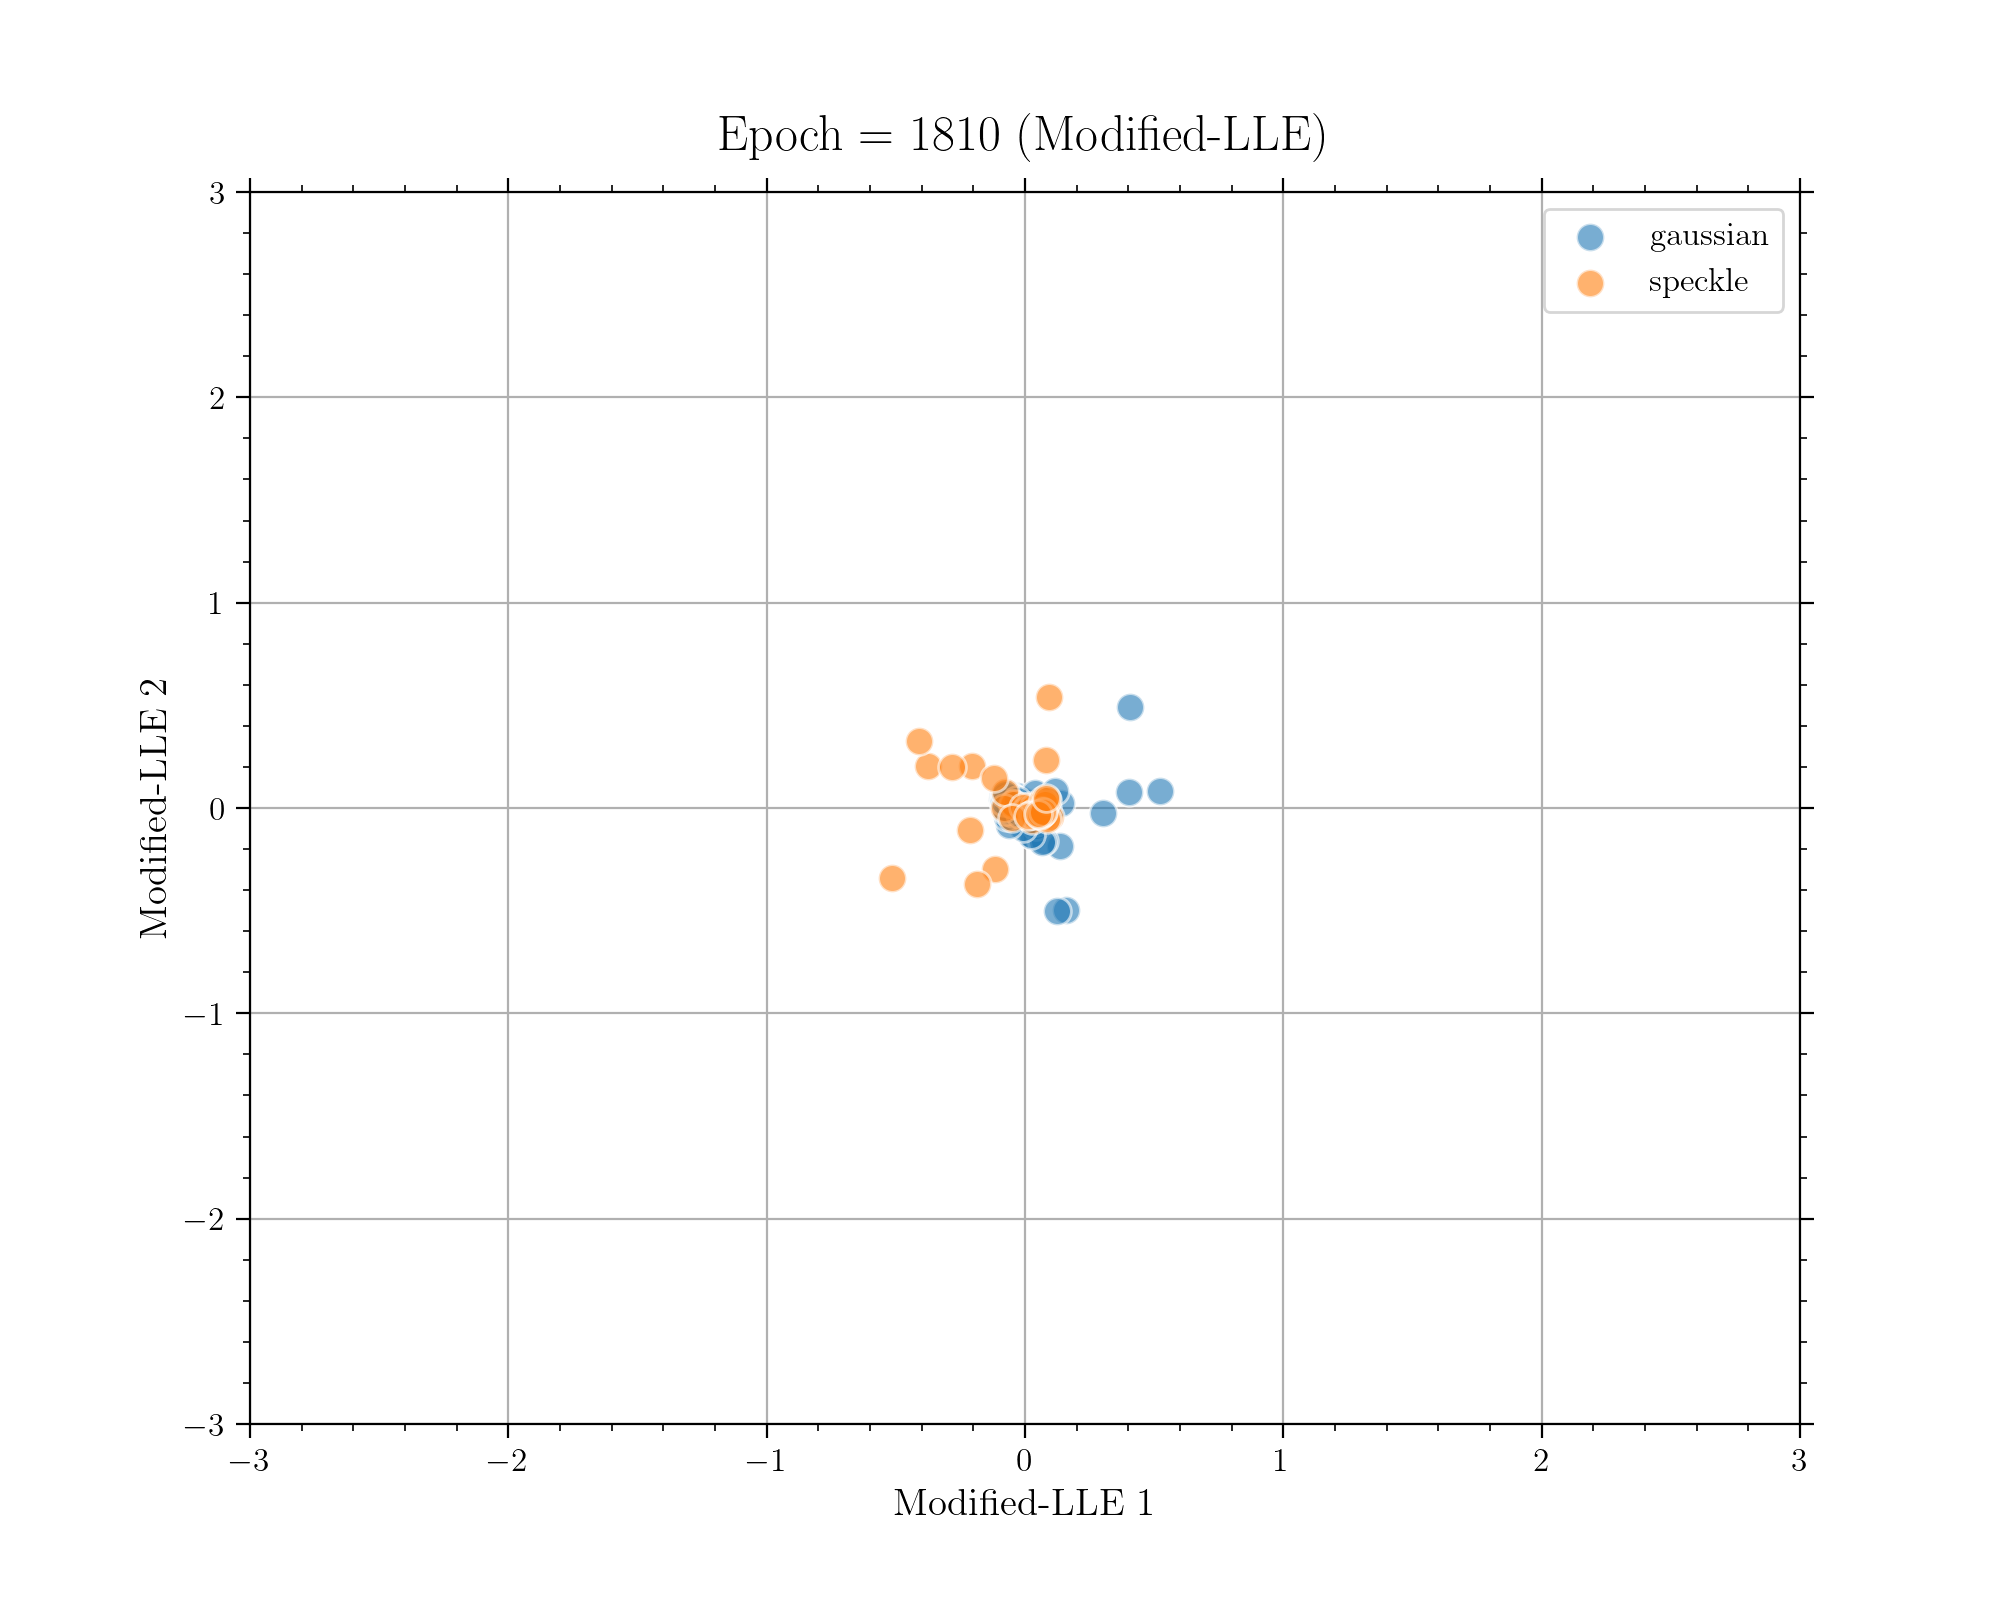 Epoch = 1810 (Modified-LLE)
gaussian
speckle
3
2
1
0
−1
−2
−3
Modified-LLE 2
−3
−2
−1
0
1
2
3
Modified-LLE 1